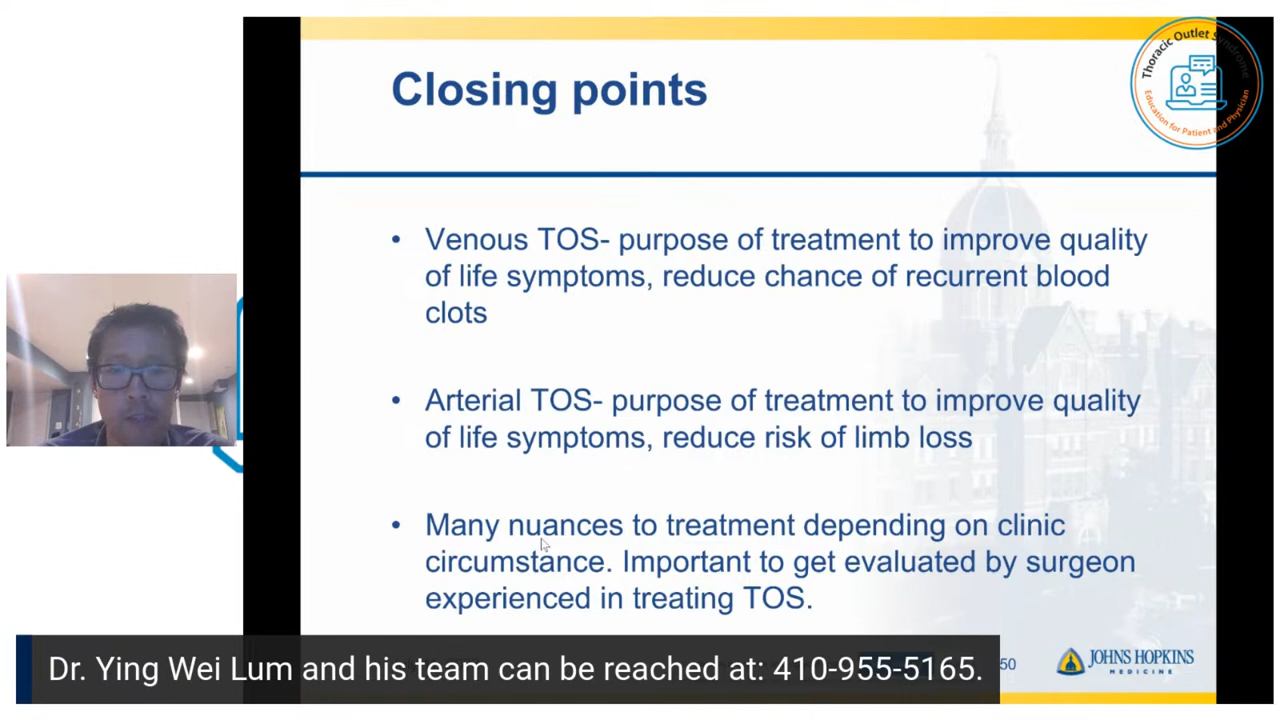 Closing points
Thoracic Outlet Syndrome
Education for Patient and Physician
• Venous TOS- purpose of treatment to improve quality
of life symptoms, reduce chance of recurrent blood
clots
• Arterial TOS- purpose of treatment to improve quality
of life symptoms, reduce risk of limb loss
• Many nuances to treatment depending on clinic
circumstance. Important to get evaluated by surgeon
experienced in treating TOS.
Dr. Ying Wei Lum and his team can be reached at: 410-955-5165.
50
JOHNS HOPKINS
MEDICINE